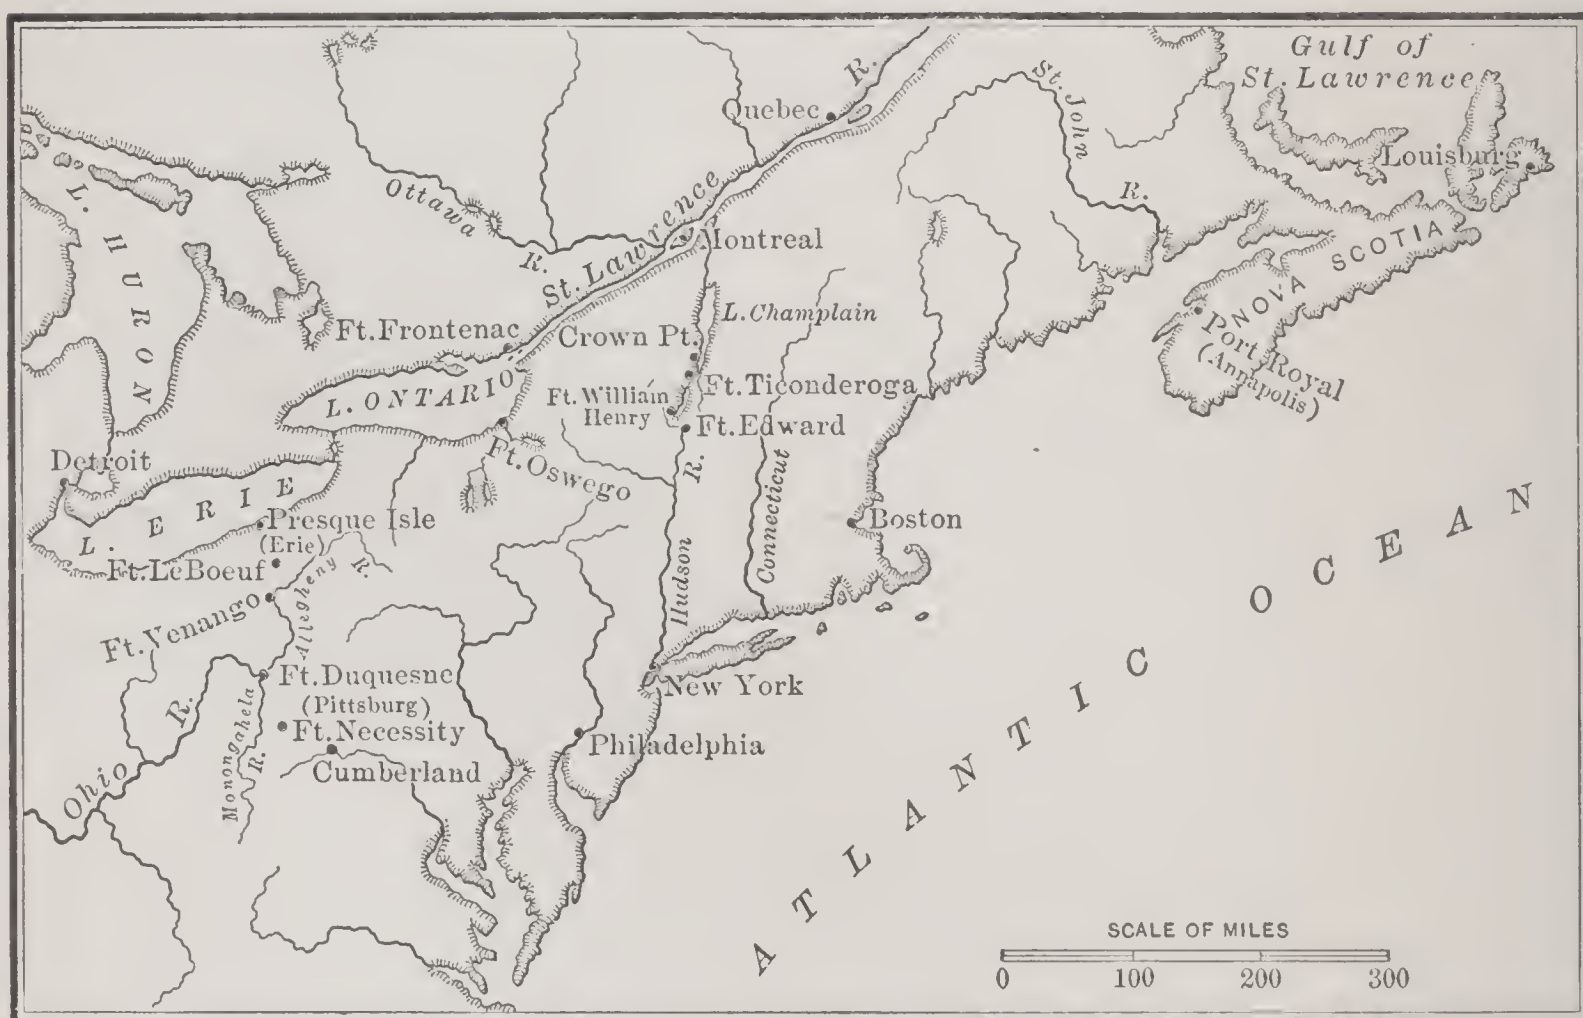 Gulf of
St. Lawrence
Quebec
R.
St. John
R.
Louisburg
L. HURON
Ottawa
R.
St. Lawrence
Montreal
NOVA SCOTIA
Port Royal
(Annapolis)
L. Champlain
Ft. Frontenac
Crown Pt.
L. ONTARIO
Ft. William
Henry
Ft. Ticonderoga
Ft. Edward
Detroit
Ft. Oswego
R.
Hudson
Connecticut
Boston
L. ERIE
Presque Isle
(Erie)
Ft. LeBoeuf
Allegheny
R.
Ft. Venango
Ft. Duquesne
(Pittsburg)
Ft. Necessity
Monongahela
R.
Cumberland
Ohio
R.
New York
Philadelphia
ATLANTIC OCEAN
SCALE OF MILES
0 100 200 300